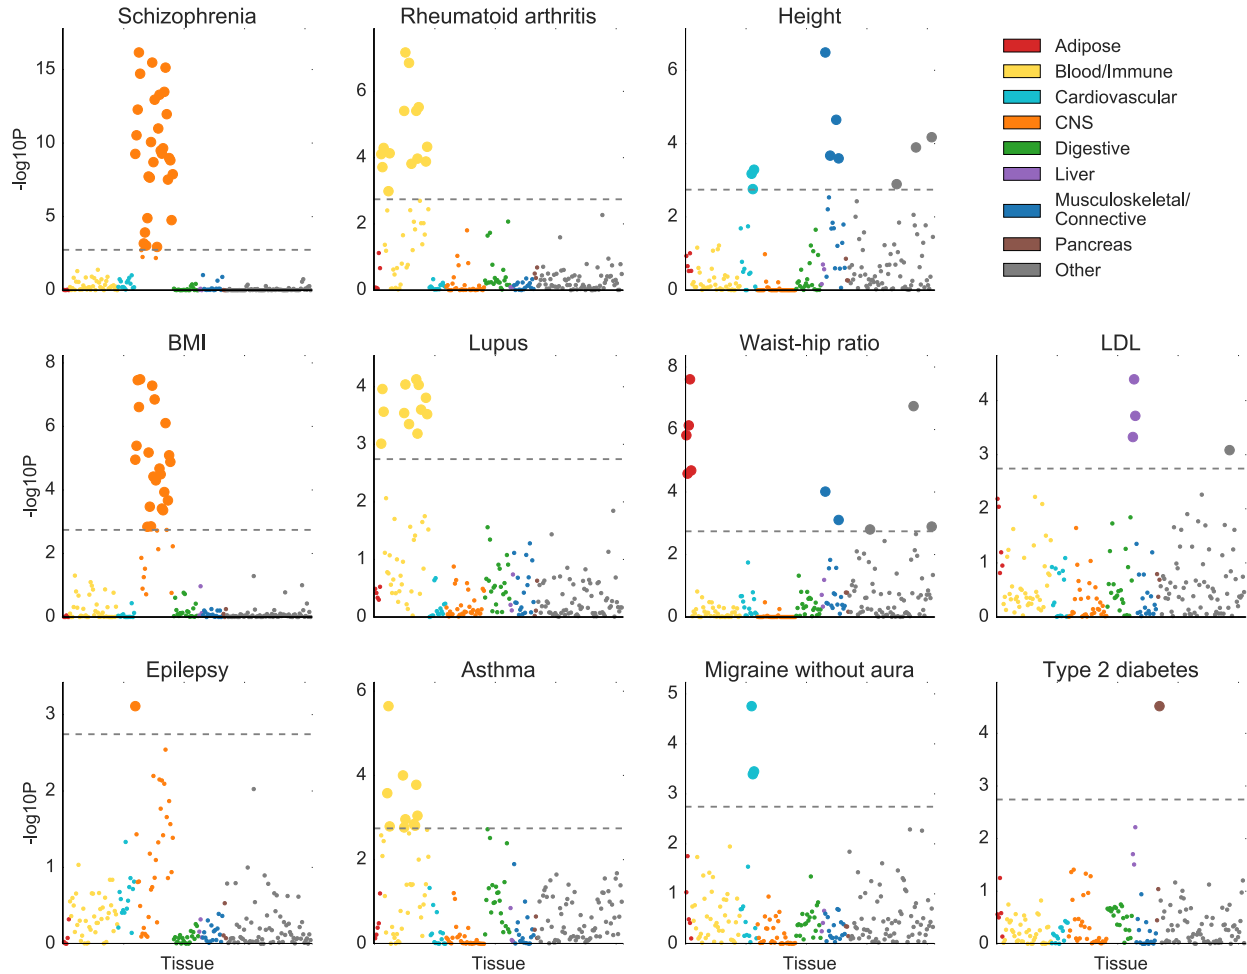 Schizophrenia
Rheumatoid arthritis
Height
15
10
5
0
-log10P
6
4
2
0
6
4
2
0
Adipose
Blood/Immune
Cardiovascular
CNS
Digestive
Liver
Musculoskeletal/
Connective
Pancreas
Other
BMI
Lupus
Waist-hip ratio
LDL
8
6
4
2
0
-log10P
4
3
2
1
0
8
6
4
2
0
4
3
2
1
0
Epilepsy
Asthma
Migraine without aura
Type 2 diabetes
3
2
1
0
-log10P
6
4
2
0
5
4
3
2
1
0
4
3
2
1
0
Tissue
Tissue
Tissue
Tissue